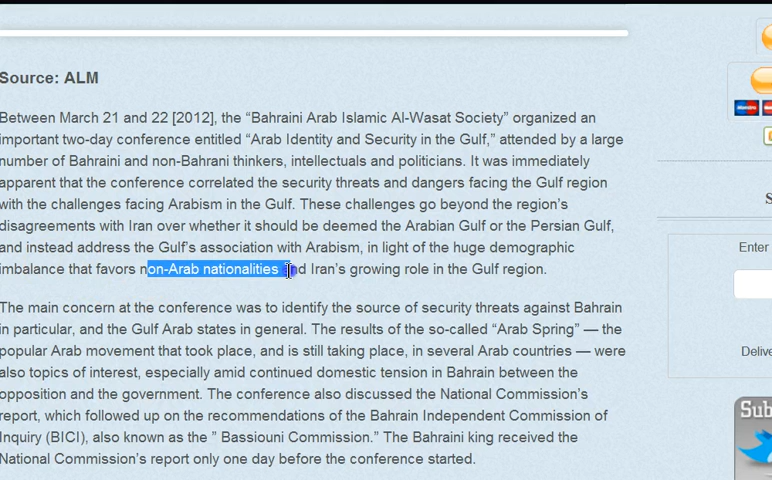 Source: ALM
Between March 21 and 22 [2012], the “Bahraini Arab Islamic Al-Wasat Society” organized an
important two-day conference entitled “Arab Identity and Security in the Gulf,” attended by a large
number of Bahraini and non-Bahrani thinkers, intellectuals and politicians. It was immediately
apparent that the conference correlated the security threats and dangers facing the Gulf region
with the challenges facing Arabism in the Gulf. These challenges go beyond the region’s
disagreements with Iran over whether it should be deemed the Arabian Gulf or the Persian Gulf,
and instead address the Gulf’s association with Arabism, in light of the huge demographic
imbalance that favors non-Arab nationalities and Iran’s growing role in the Gulf region.
The main concern at the conference was to identify the source of security threats against Bahrain
in particular, and the Gulf Arab states in general. The results of the so-called “Arab Spring” — the
popular Arab movement that took place, and is still taking place, in several Arab countries — were
also topics of interest, especially amid continued domestic tension in Bahrain between the
opposition and the government. The conference also discussed the National Commission’s
report, which followed up on the recommendations of the Bahrain Independent Commission of
Inquiry (BICI), also known as the ” Bassiouni Commission.” The Bahraini king received the
National Commission’s report only one day before the conference started.
S
Enter
Delive
Sub